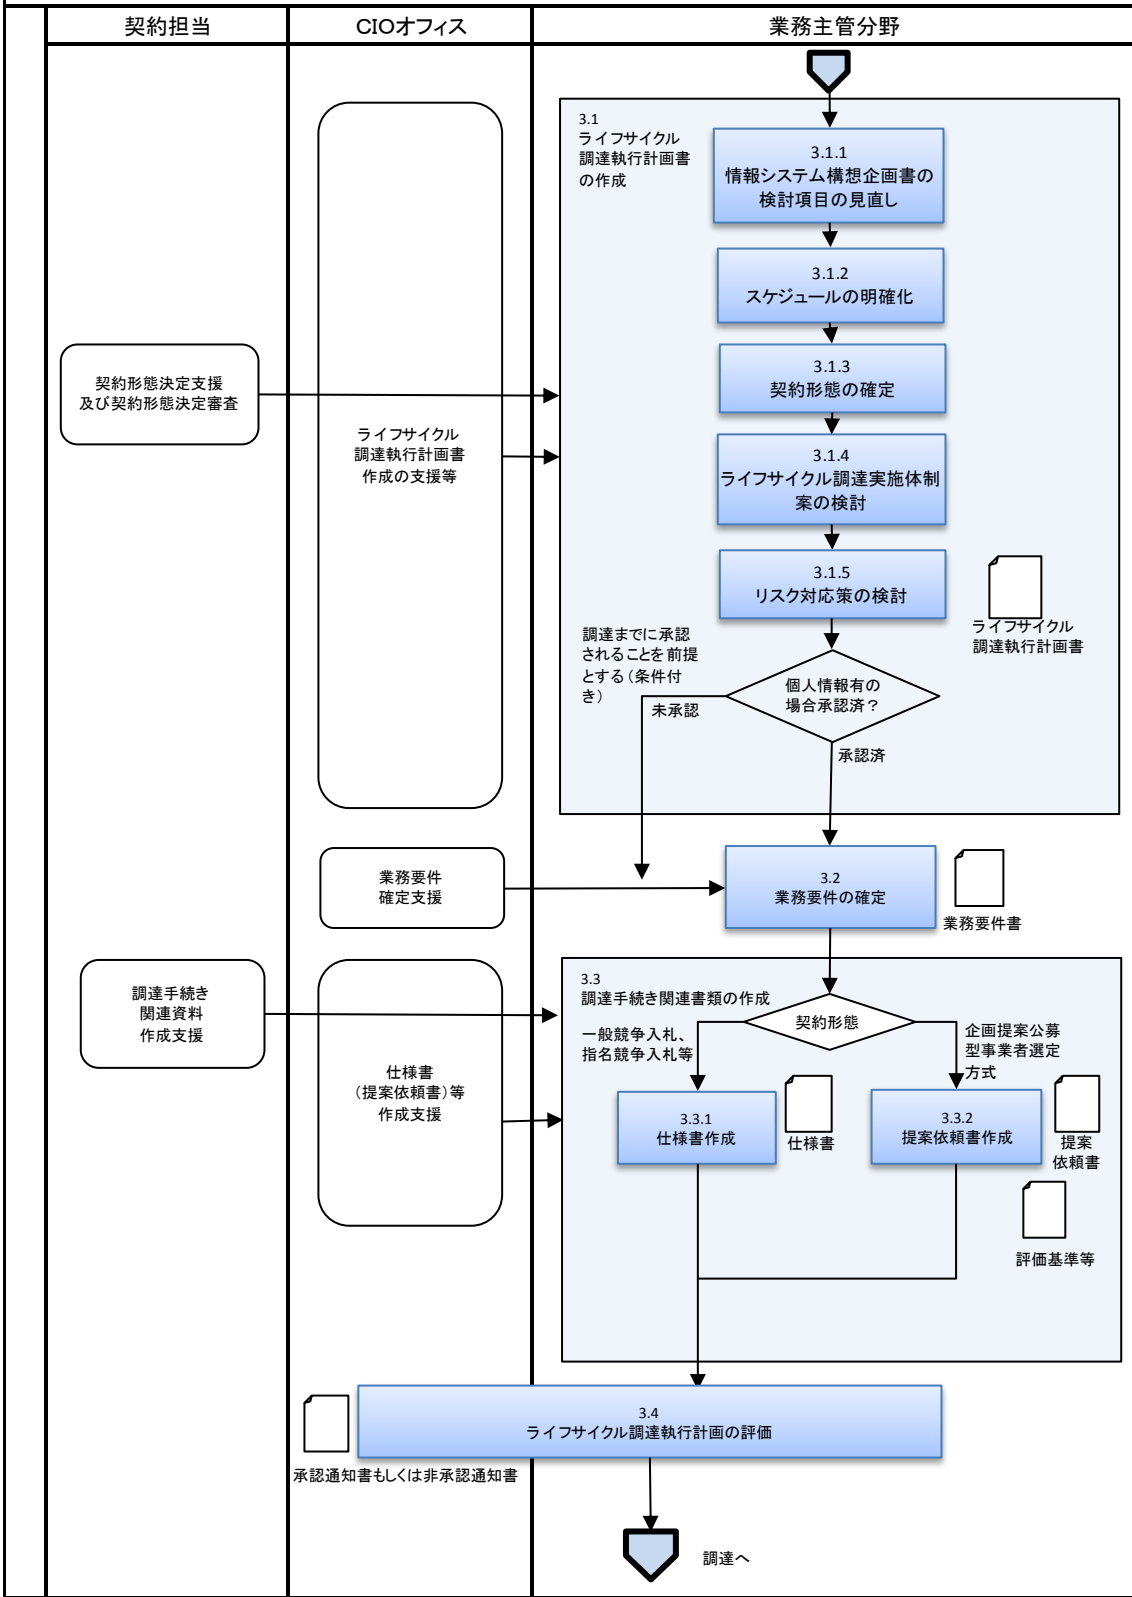 契約担当
CIOオフィス
業務主管分野
3.1
ライフサイクル
調達執行計画書
の作成
3.1.1
情報システム構想企画書の
検討項目の見直し
3.1.2
スケジュールの明確化
契約形態決定支援
及び契約形態決定審査
3.1.3
契約形態の確定
ライフサイクル
調達執行計画書
作成の支援等
3.1.4
ライフサイクル調達実施体制
案の検討
3.1.5
リスク対応策の検討
ライフサイクル
調達執行計画書
調達までに承認
されることを前提
とする（条件付
き）
未承認
個人情報有の
場合承認済？
承認済
業務要件
確定支援
3.2
業務要件の確定
業務要件書
調達手続き
関連資料
作成支援
3.3
調達手続き関連書類の作成
契約形態
一般競争入札、
指名競争入札等
企画提案公募
型事業者選定
方式
仕様書
（提案依頼書）等
作成支援
3.3.1
仕様書作成
仕様書
3.3.2
提案依頼書作成
提案
依頼書
評価基準等
3.4
ライフサイクル調達執行計画の評価
承認通知書もしくは非承認通知書
調達へ